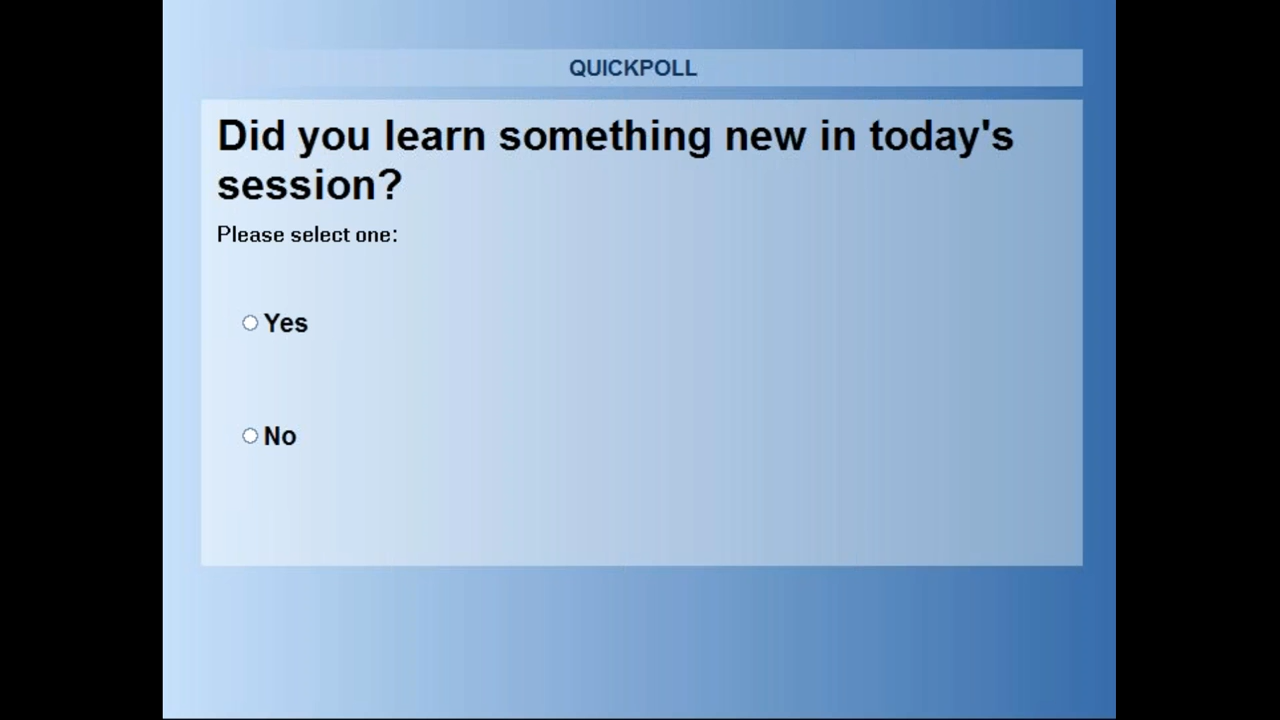 QUICKPOLL
Did you learn something new in today's
session?
Please select one:
Yes
No